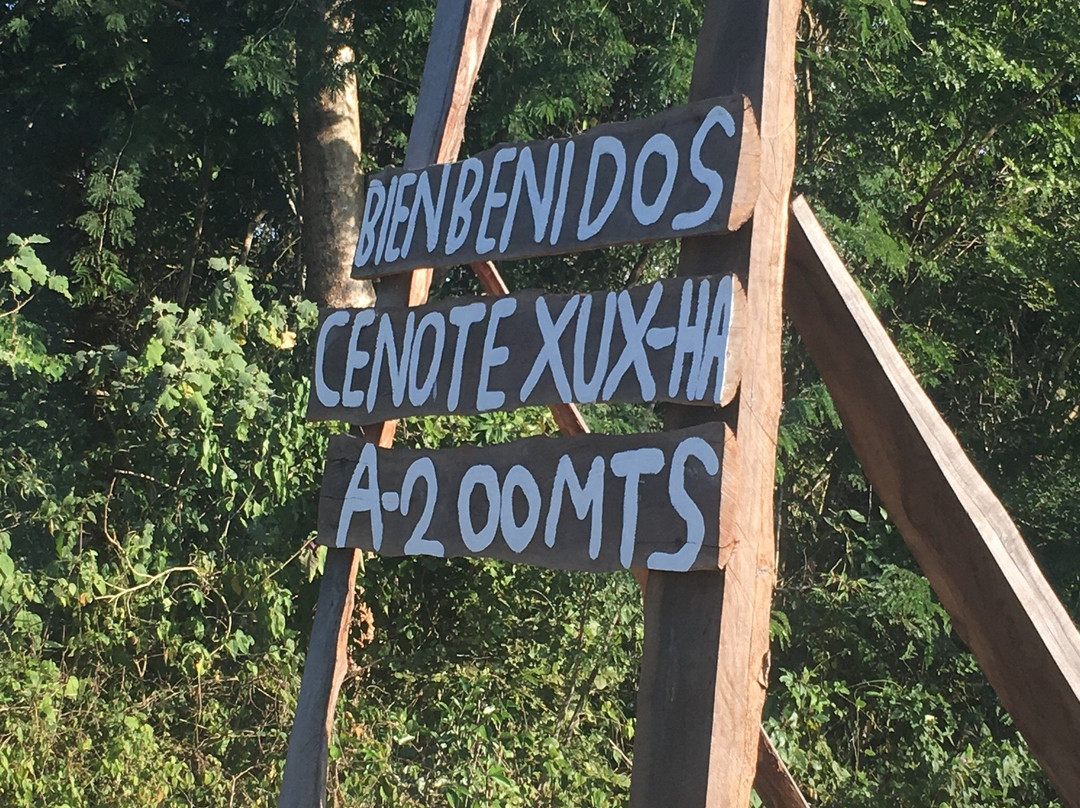 BIENBENIDOS
CENOTE XUX-HA
A-200MTS